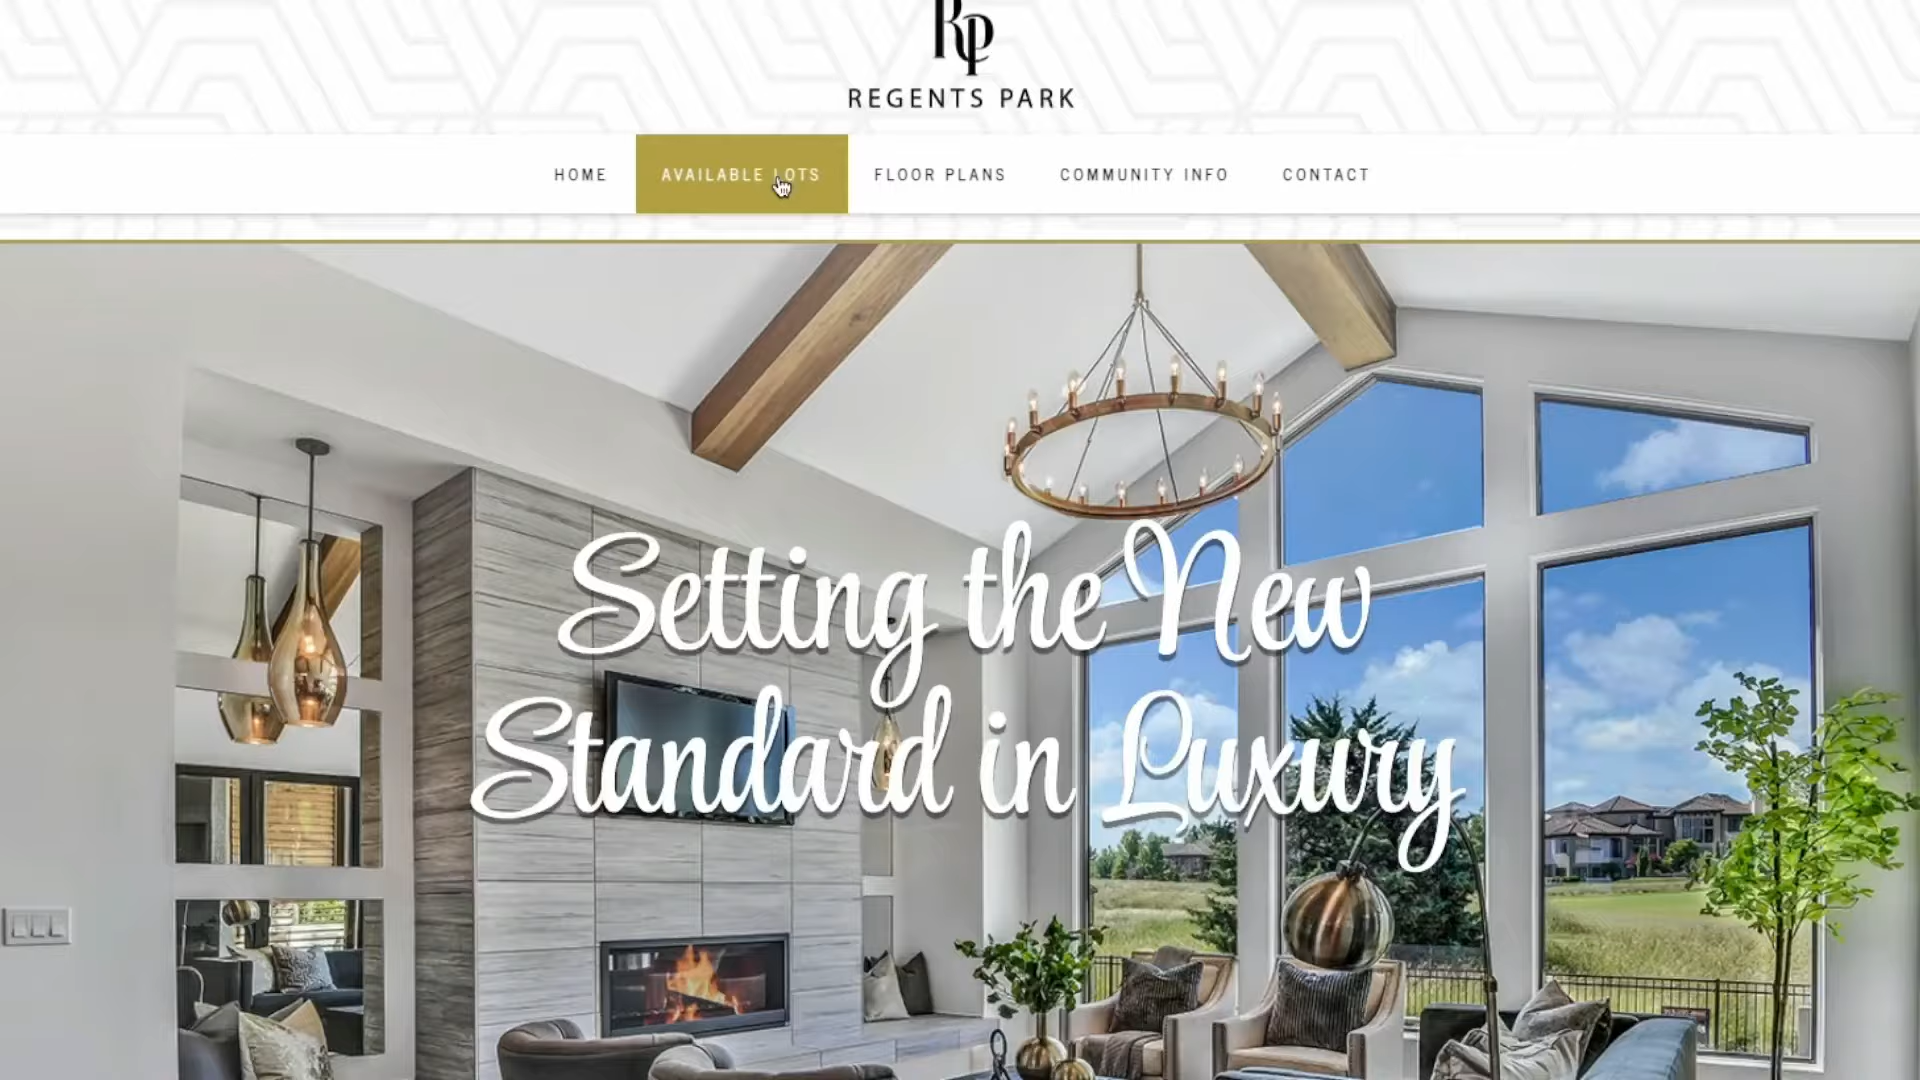 Rp
REGENTS PARK
HOME AVAILABLE LOTS FLOOR PLANS COMMUNITY INFO CONTACT
Setting the New
Standard in Luxury